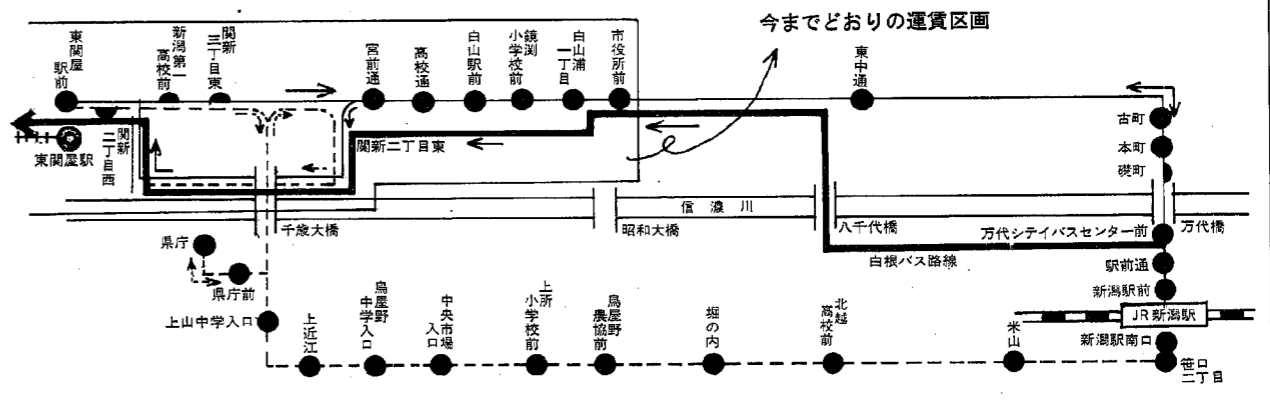 今までどおりの運賃区画
東関屋駅前
新潟第一高校前
関新三丁目東
宮前通
高校通
白山駅前
鏡渕小学校前
白山浦一丁目
市役所前
東中通
古町
本町
礎町
東関屋駅
関新二丁目西
関新二丁目東
信濃川
千歳大橋
昭和大橋
八千代橋
万代橋
万代シテイバスセンター前
白根バス路線
駅前通
新潟駅前
JR新潟駅
新潟駅南口
笹口二丁目
県庁
県庁前
上山中学入口
上近江
鳥屋野中学入口
中央市場入口
上所小学校前
鳥屋野農協前
堀の内
北越高校前
米山